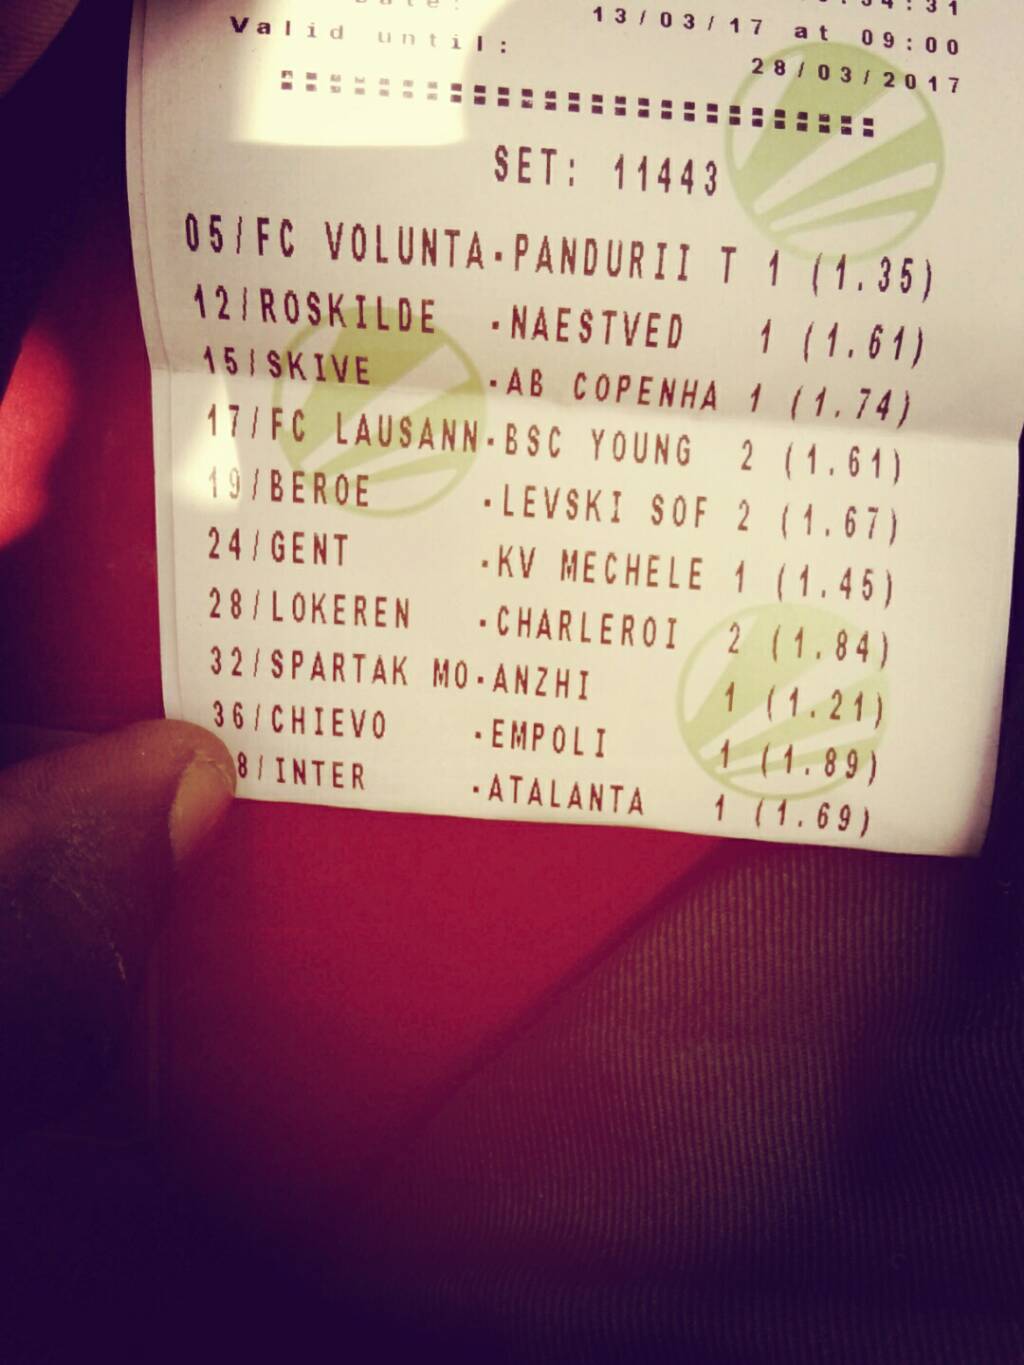 13/03/17 at 09:00
Valid until: 28/03/2017
SET: 11443
05/FC VOLUNTA-PANDURII T 1 (1.35)
12/ROSKILDE -NAESTVED 1 (1.61)
15/SKIVE -AB COPENHA 1 (1.74)
17/FC LAUSANN-BSC YOUNG 2 (1.61)
19/BEROE -LEVSKI SOF 2 (1.67)
24/GENT -KV MECHELE 1 (1.45)
28/LOKEREN -CHARLEROI 2 (1.84)
32/SPARTAK MO-ANZHI 1 (1.21)
36/CHIEVO -EMPOLI 1 (1.89)
8/INTER -ATALANTA 1 (1.69)